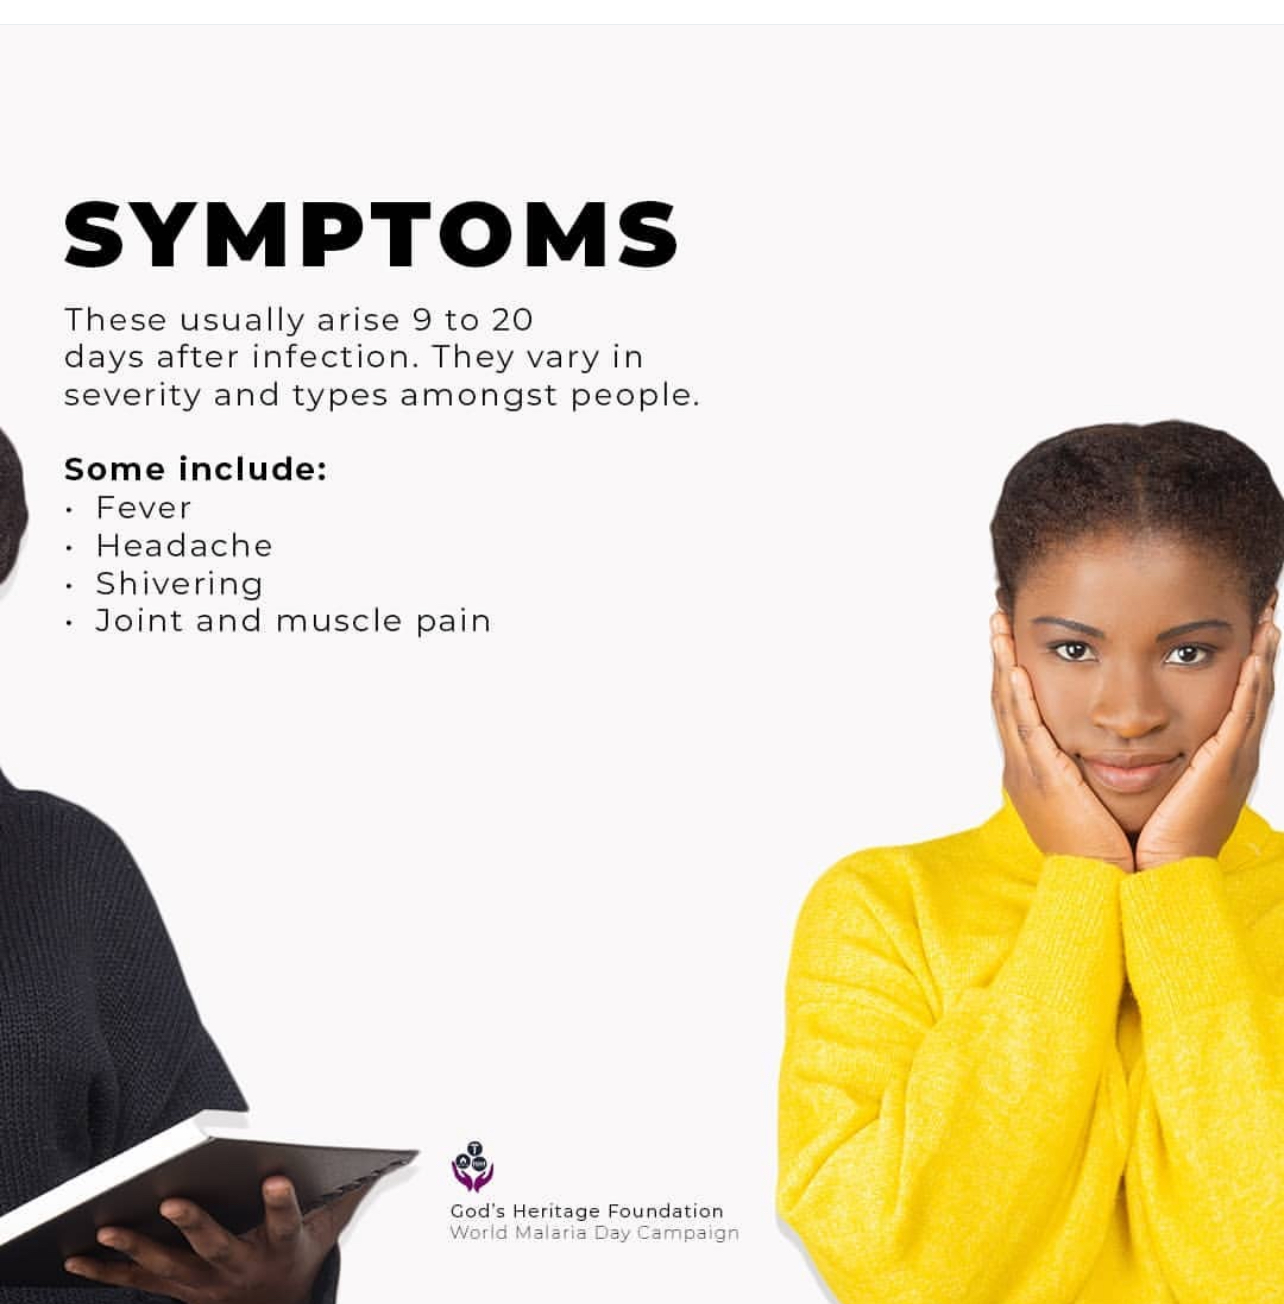 SYMPTOMS
These usually arise 9 to 20
days after infection. They vary in
severity and types amongst people.
Some include:
• Fever
• Headache
• Shivering
• Joint and muscle pain
T
God's Heritage Foundation
World Malaria Day Campaign